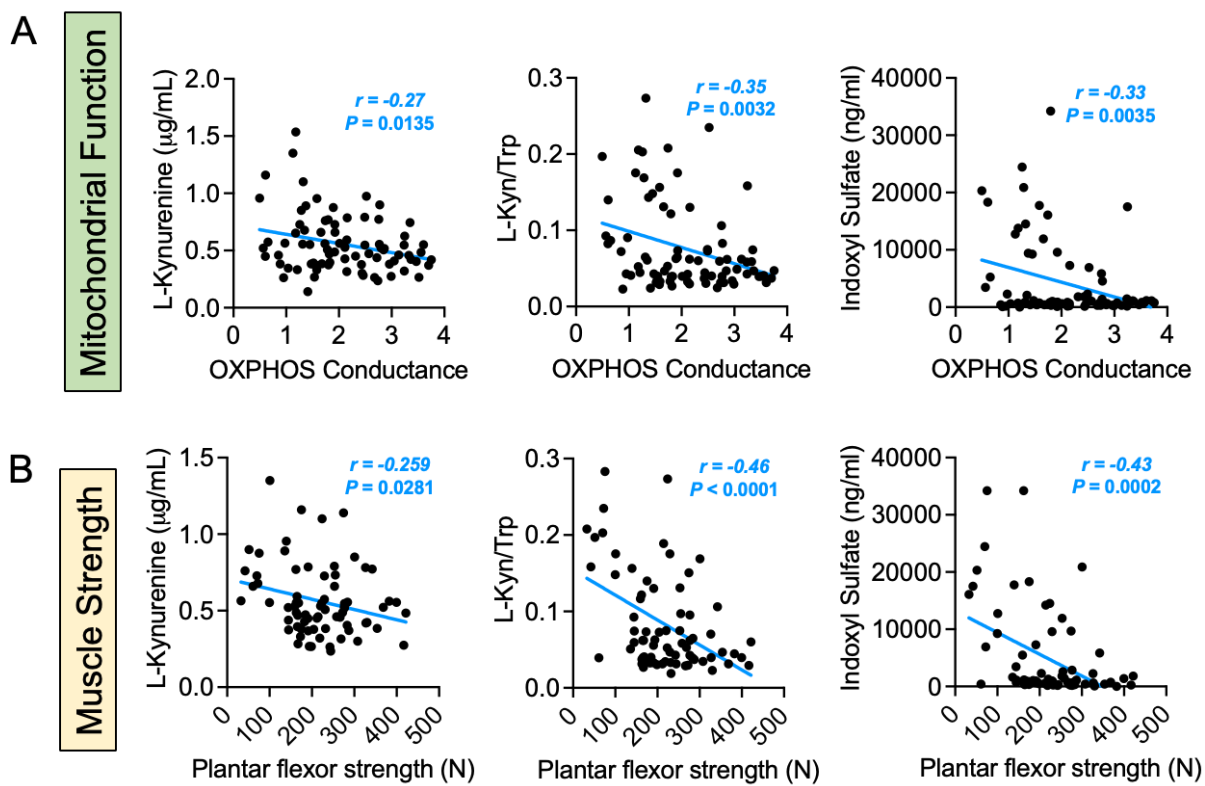 A
Mitochondrial Function
L-Kynurenine (µg/mL)
2.0
1.5
1.0
0.5
0.0
0 1 2 3 4
OXPHOS Conductance
r = -0.27
P = 0.0135
L-Kyn/Trp
0.3
0.2
0.1
0.0
0 1 2 3 4
OXPHOS Conductance
r = -0.35
P = 0.0032
Indoxyl Sulfate (ng/ml)
40000
30000
20000
10000
0
0 1 2 3 4
OXPHOS Conductance
r = -0.33
P = 0.0035
B
Muscle Strength
L-Kynurenine (µg/mL)
1.5
1.0
0.5
0.0
0 100 200 300 400 500
Plantar flexor strength (N)
r = -0.259
P = 0.0281
L-Kyn/Trp
0.3
0.2
0.1
0.0
0 100 200 300 400 500
Plantar flexor strength (N)
r = -0.46
P < 0.0001
Indoxyl Sulfate (ng/ml)
40000
30000
20000
10000
0
0 100 200 300 400 500
Plantar flexor strength (N)
r = -0.43
P = 0.0002